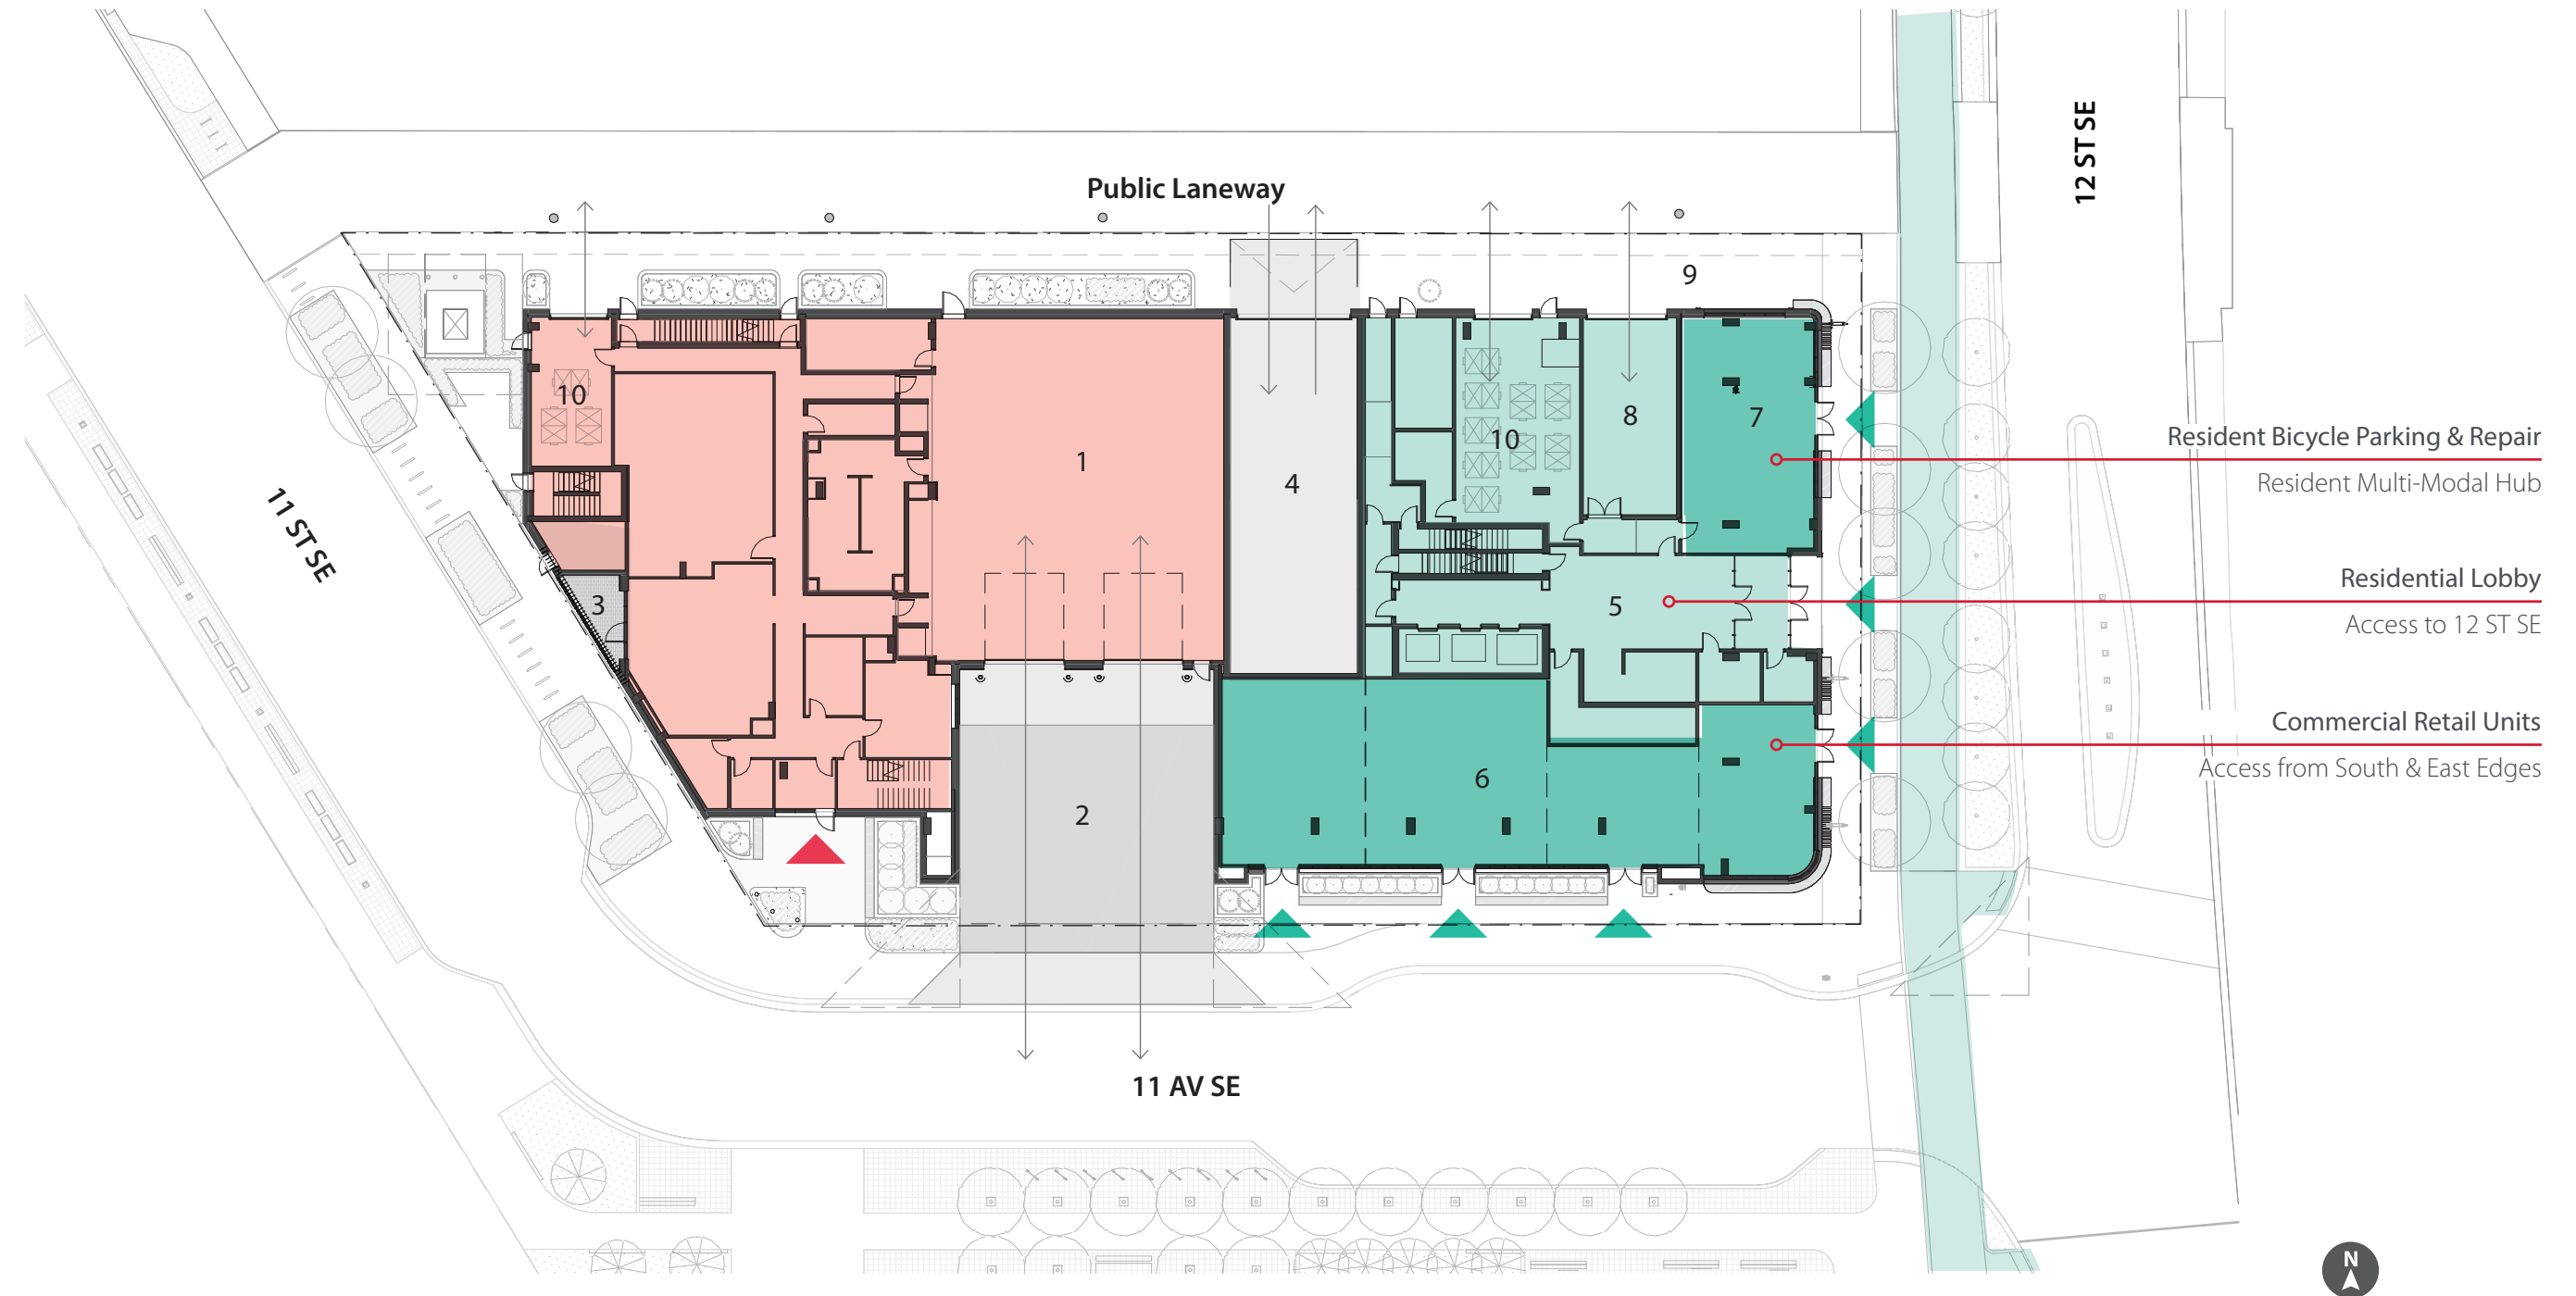 12 ST SE
Public Laneway
9
10
7
8
Resident Bicycle Parking & Repair
10
1
4
Resident Multi-Modal Hub
11 ST SE
Residential Lobby
3
5
Access to 12 ST SE
Commercial Retail Units
6
Access from South & East Edges
2
11 AV SE
N